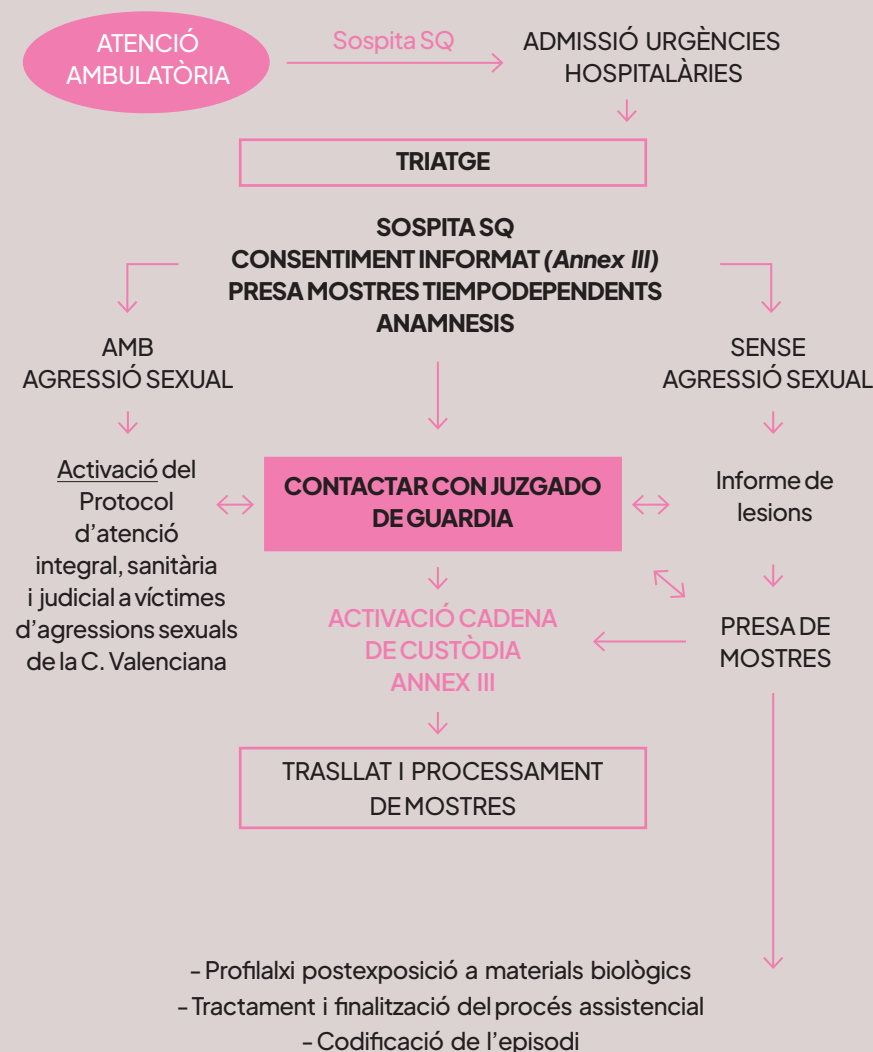 ATENCIÓ
AMBULATÒRIA
Sospita SQ
ADMISSIÓ URGÈNCIES
HOSPITALÀRIES
TRIATGE
SOSPITA SQ
CONSENTIMENT INFORMAT (Annex III)
PRESA MOSTRES TIEMPODEPENDENTS
ANAMNESIS
AMB
AGRESSIÓ SEXUAL
SENSE
AGRESSIÓ SEXUAL
Activació del
Protocol
d'atenció
integral, sanitària
i judicial a víctimes
d'agressions sexuals
de la C. Valenciana
CONTACTAR CON JUZGADO
DE GUARDIA
Informe de
lesions
ACTIVACIÓ CADENA
DE CUSTÒDIA
ANNEX III
PRESA DE
MOSTRES
TRASLLAT I PROCESSAMENT
DE MOSTRES
- Profilalxi postexposició a materials biològics
- Tractament i finalització del procés assistencial
- Codificació de l'episodi